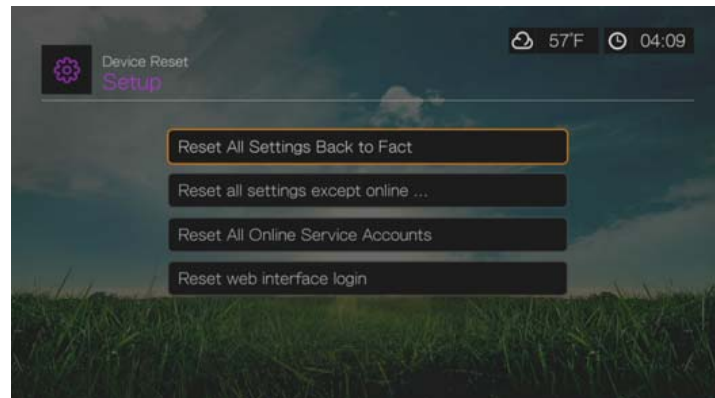 57°F 04:09
Device Reset
Setup
Reset All Settings Back to Fact
Reset all settings except online ...
Reset All Online Service Accounts
Reset web interface login